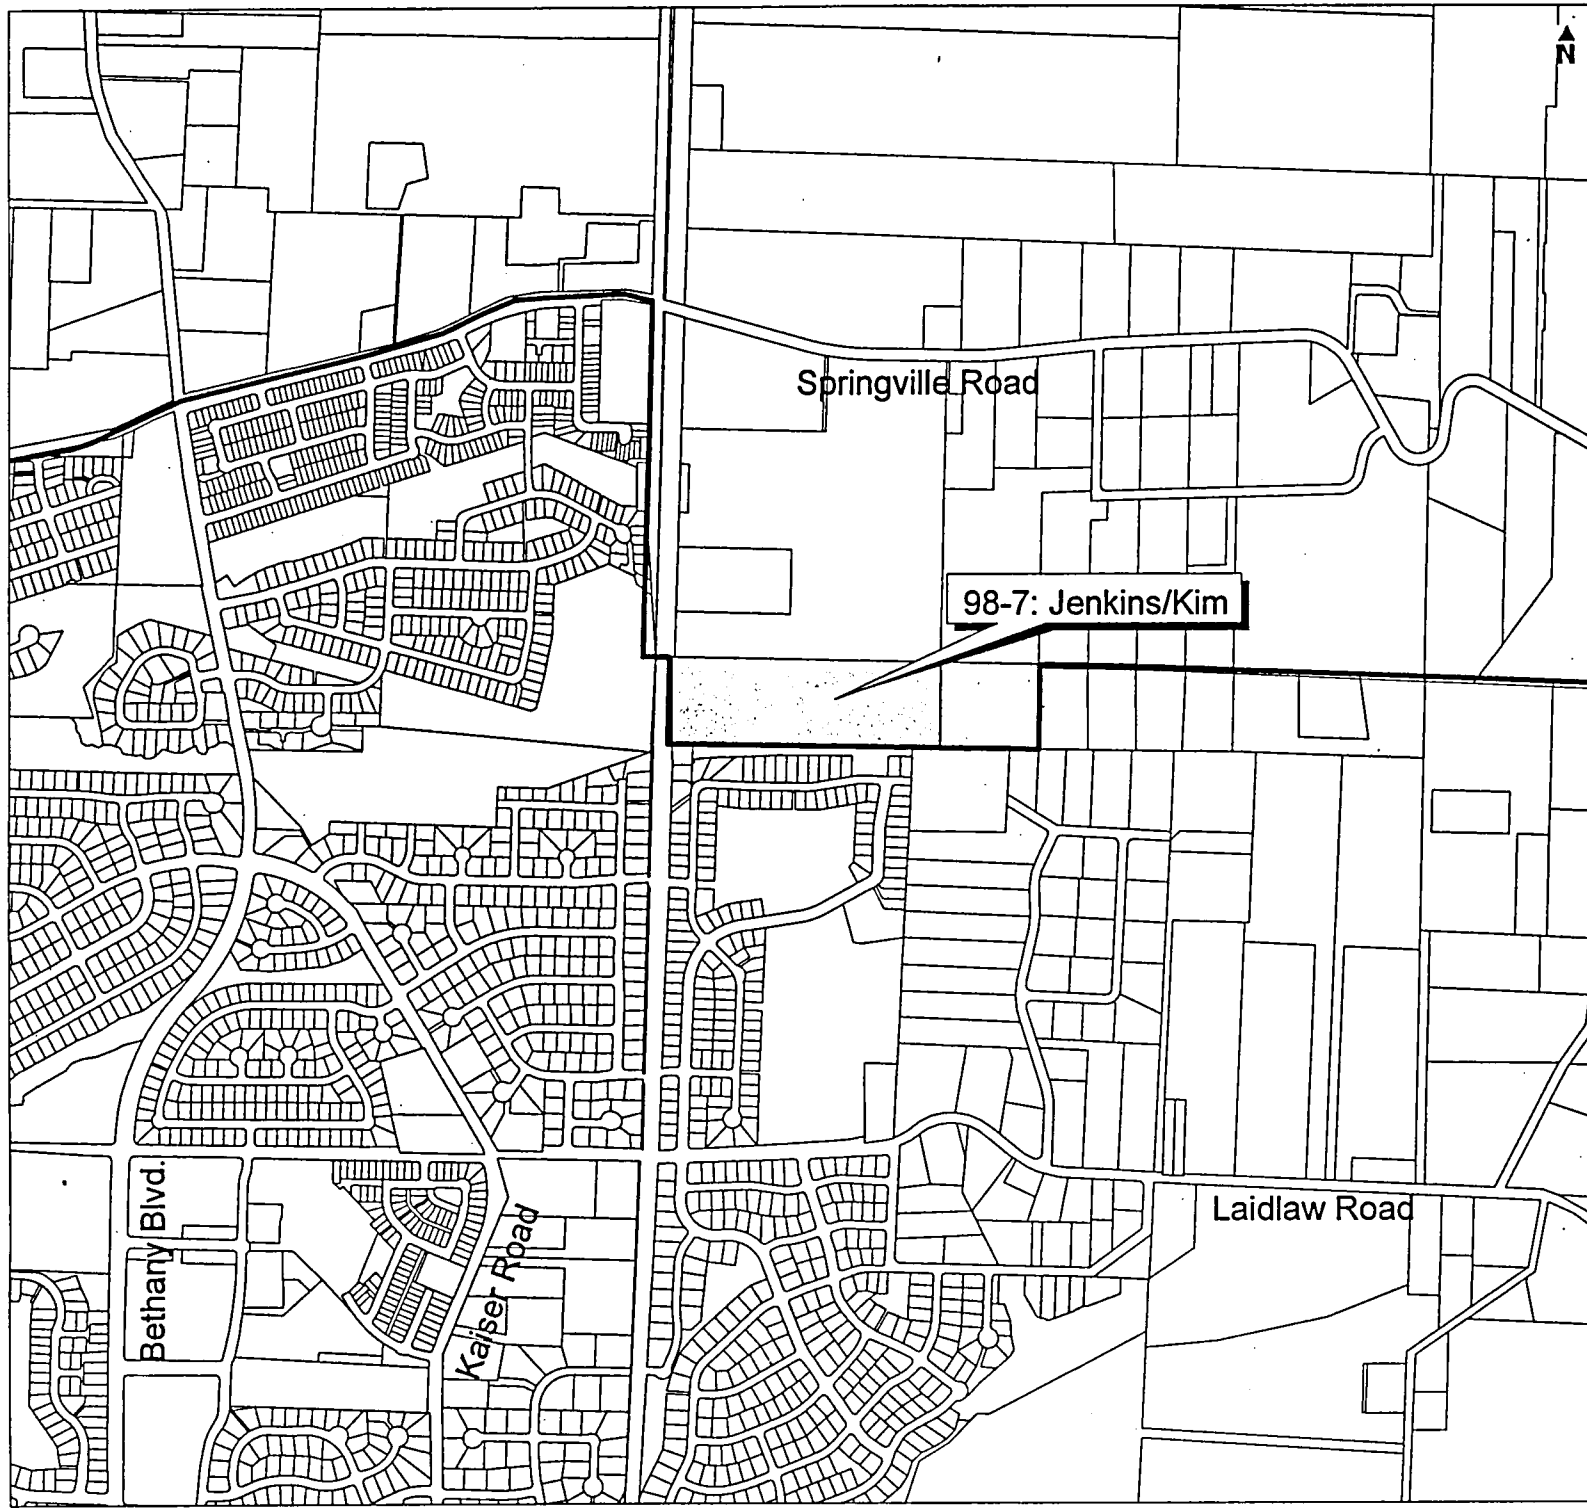 N
Springville Road
98-7: Jenkins/Kim
Laidlaw Road
Bethany Blvd.
Kaiser Road